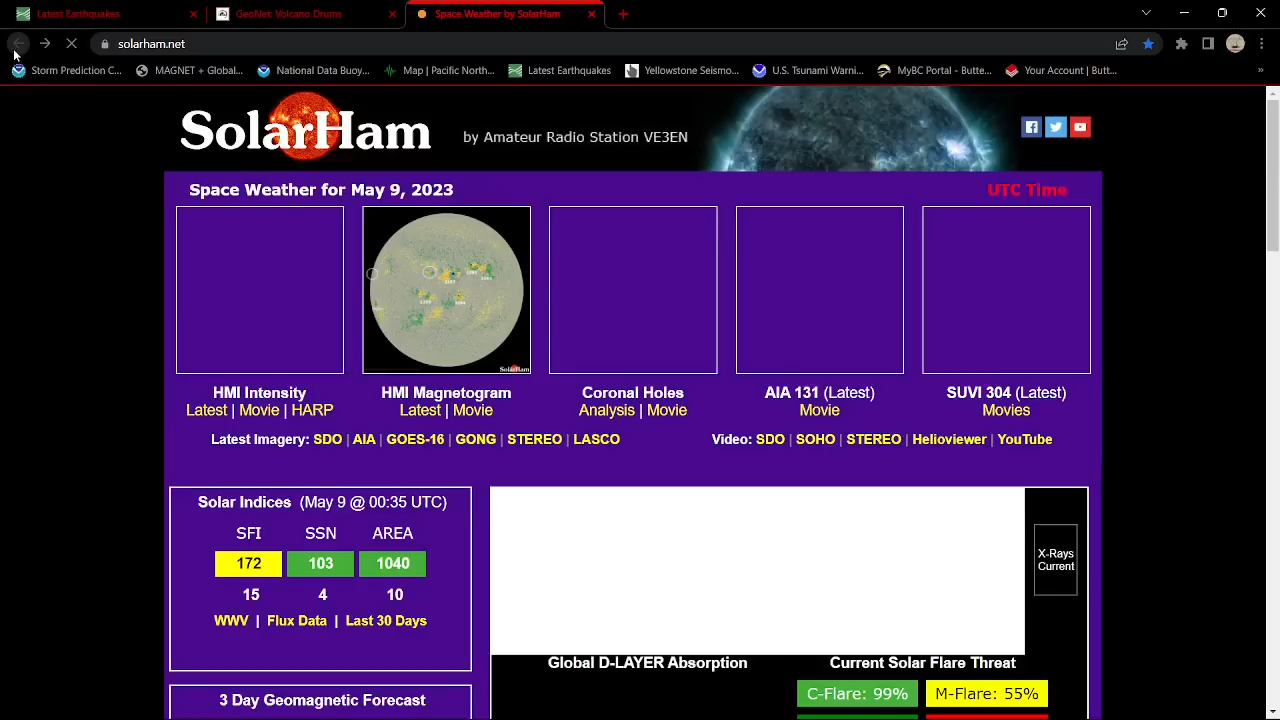 Latest Earthquakes
GeoNet: Volcano Drums
Space Weather by SolarHam
solarham.net
Storm Prediction C...
MAGNET + Global...
National Data Buoy...
Map | Pacific North...
Latest Earthquakes
Yellowstone Seismo...
U.S. Tsunami Warni...
MyBC Portal - Butte...
Your Account | Butt...
SolarHam
by Amateur Radio Station VE3EN
Space Weather for May 9, 2023
UTC Time
SolarHam
HMI Intensity
Latest | Movie | HARP
HMI Magnetogram
Latest | Movie
Coronal Holes
Analysis | Movie
AIA 131 (Latest)
Movie
SUVI 304 (Latest)
Movies
Latest Imagery: SDO | AIA | GOES-16 | GONG | STEREO | LASCO
Video: SDO | SOHO | STEREO | Helioviewer | YouTube
Solar Indices (May 9 @ 00:35 UTC)
SFI SSN AREA
172 103 1040
15 4 10
WWV | Flux Data | Last 30 Days
3 Day Geomagnetic Forecast
X-Rays
Current
Global D-LAYER Absorption
Current Solar Flare Threat
C-Flare: 99%
M-Flare: 55%